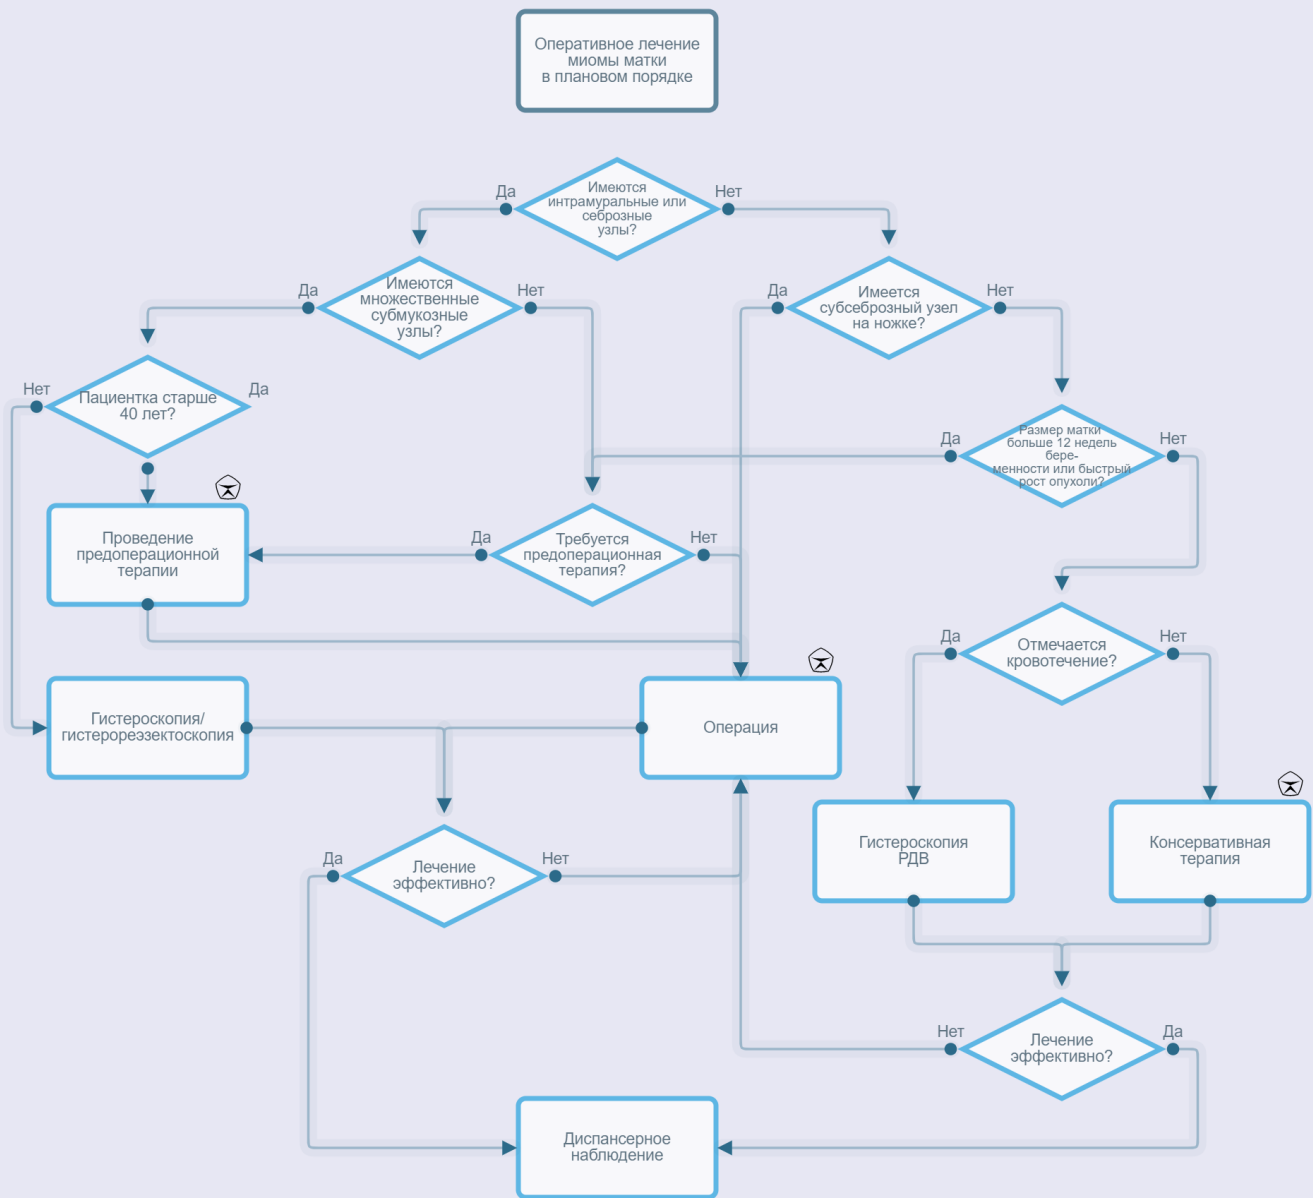 Оперативное лечение
миомы матки
в плановом порядке
Да
Имеются
интрамуральные или
себрозные
узлы?
Нет
Да
Имеются
множественные
субмукозные
узлы?
Нет
Да
Имеется
субсеброзный узел
на ножке?
Нет
Нет
Пациентка старше
40 лет?
Да
Да
Размер матки
больше 12 недель
бере-
менности или быстрый
рост опухоли?
Нет
Проведение
предоперационной
терапии
Да
Требуется
предоперационная
терапия?
Нет
Да
Отмечается
кровотечение?
Нет
Гистероскопия/
гистерореэзектоскопия
Операция
Да
Лечение
эффективно?
Нет
Гистероскопия
РДВ
Консервативная
терапия
Нет
Лечение
эффективно?
Да
Диспансерное
наблюдение